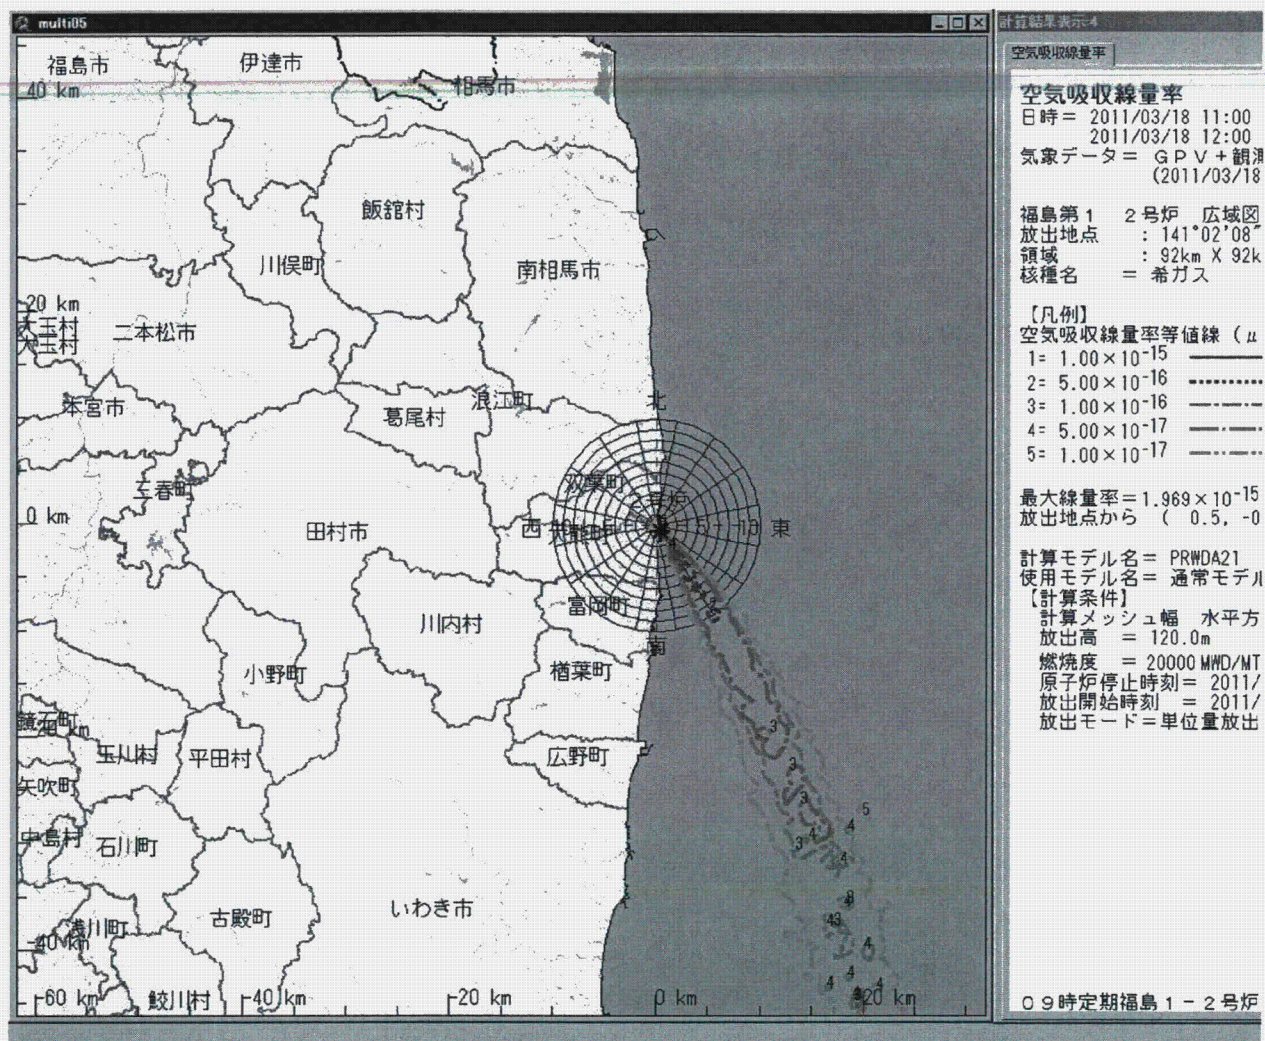 multi05
福島市
伊達市
相馬市
40 km
飯舘村
川俣町
南相馬市
20 km
大玉村
大玉村
二本松市
本宮市
葛尾村
浪江町
北
双葉町
三春町
0 km
田村市
西
東
富岡町
川内村
南
小野町
楢葉町
鏡石町
玉川村
平田村
広野町
矢吹町
中島村
石川町
いわき市
古殿町
浅川町
-40 km
鮫川村
-60 km
-40 km
-20 km
0 km
20 km
計算結果表示-4
空気吸収線量率
空気吸収線量率
日時= 2011/03/18 11:00
2011/03/18 12:00
気象データ= GPV+観測
(2011/03/18
福島第1 2号炉 広域図
放出地点 : 141°02'08"
領域 : 92km X 92k
核種名 = 希ガス
【凡例】
空気吸収線量率等値線 (μ
1= 1.00×10-15
2= 5.00×10-16
3= 1.00×10-16
4= 5.00×10-17
5= 1.00×10-17
最大線量率=1.969×10-15
放出地点から ( 0.5, -0
計算モデル名= PRWDA21
使用モデル名= 通常モデル
【計算条件】
計算メッシュ幅 水平方
放出高 = 120.0m
燃焼度 = 20000MWD/MT
原子炉停止時刻= 2011/
放出開始時刻 = 2011/
放出モード=単位量放出
09時定期福島1-2号炉